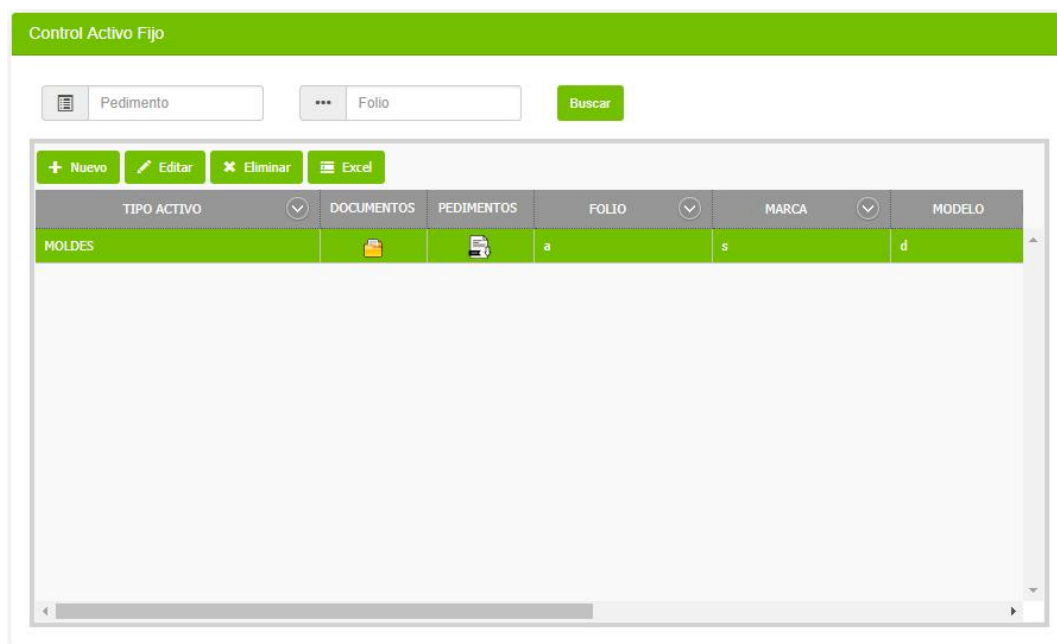 Control Activo Fijo
Pedimento Folio Buscar
Nuevo Editar Eliminar Excel
TIPO ACTIVO DOCUMENTOS PEDIMENTOS FOLIO MARCA MODELO
MOLDES a s d